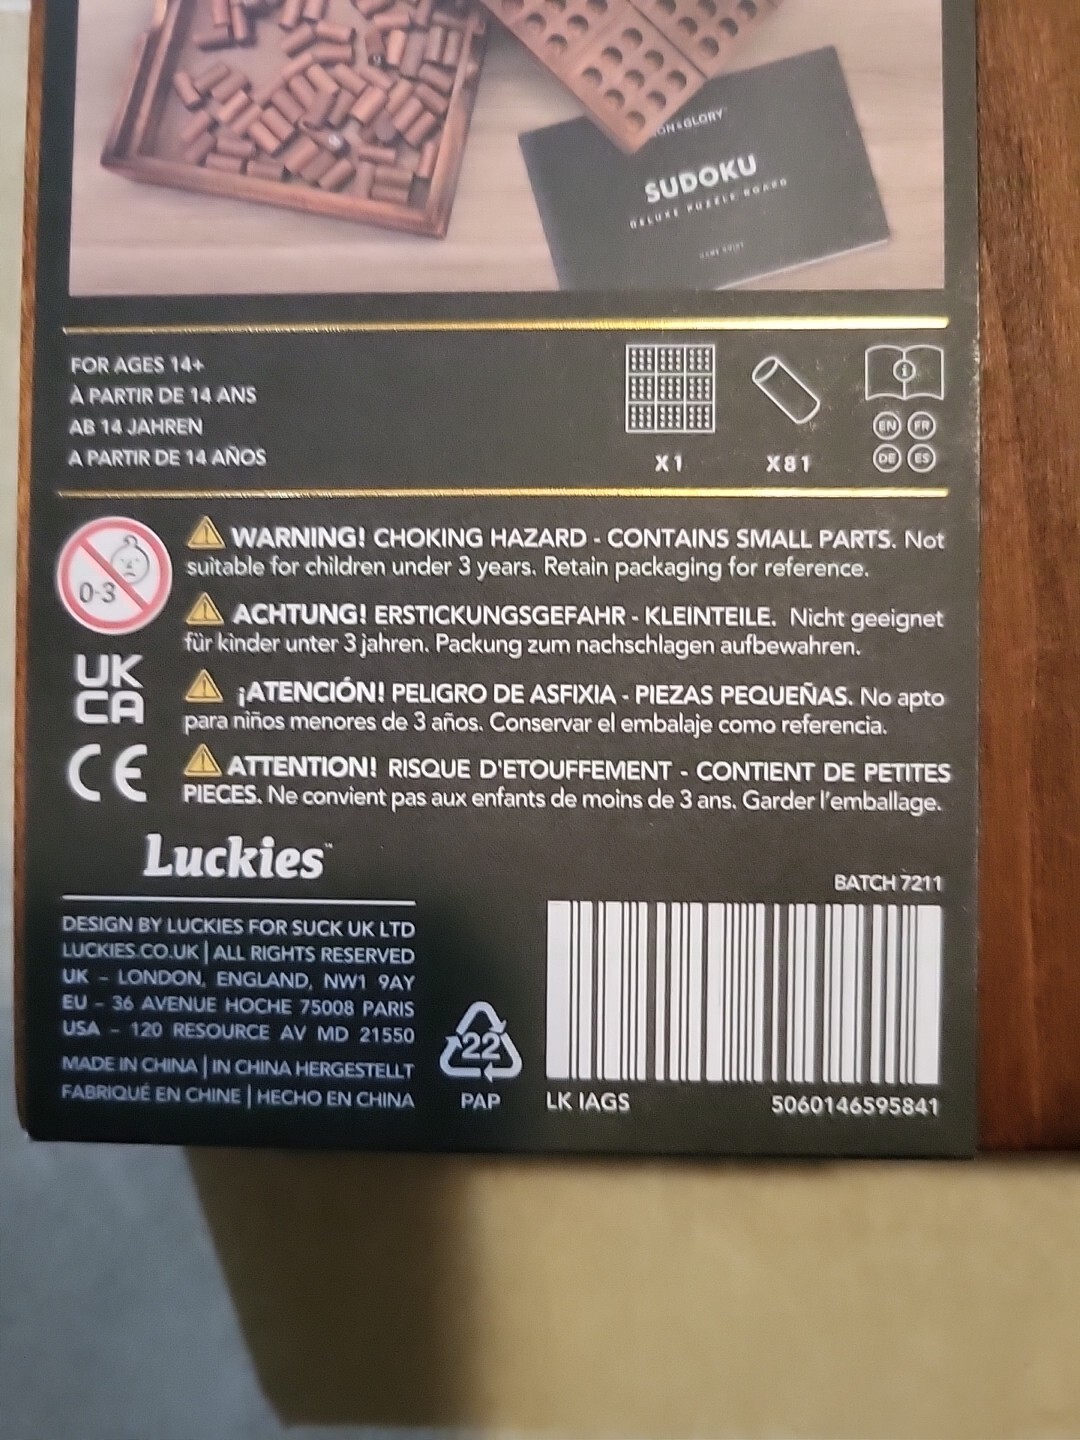 ON & GLORY
SUDOKU
DELUXE PUZZLE BOARD
GAME GUIDE
FOR AGES 14+
À PARTIR DE 14 ANS
AB 14 JAHREN
A PARTIR DE 14 AÑOS
X1
X81
i
EN FR
DE ES
0-3
WARNING! CHOKING HAZARD - CONTAINS SMALL PARTS. Not
suitable for children under 3 years. Retain packaging for reference.
ACHTUNG! ERSTICKUNGSGEFAHR - KLEINTEILE. Nicht geeignet
für kinder unter 3 jahren. Packung zum nachschlagen aufbewahren.
¡ATENCIÓN! PELIGRO DE ASFIXIA - PIEZAS PEQUEÑAS. No apto
para niños menores de 3 años. Conservar el embalaje como referencia.
ATTENTION! RISQUE D'ETOUFFEMENT - CONTIENT DE PETITES
PIECES. Ne convient pas aux enfants de moins de 3 ans. Garder l'emballage.
UK
CA
CE
Luckies™
DESIGN BY LUCKIES FOR SUCK UK LTD
LUCKIES.CO.UK | ALL RIGHTS RESERVED
UK - LONDON, ENGLAND, NW1 9AY
EU - 36 AVENUE HOCHE 75008 PARIS
USA - 120 RESOURCE AV MD 21550
MADE IN CHINA | IN CHINA HERGESTELLT
FABRIQUÉ EN CHINE | HECHO EN CHINA
22
PAP
BATCH 7211
LK IAGS
5060146595841